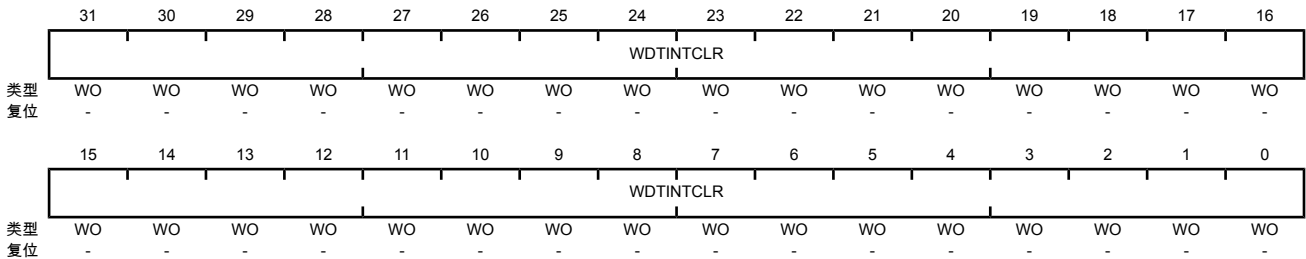 31 30 29 28 27 26 25 24 23 22 21 20 19 18 17 16
WDTINTCLR
类型 WO WO WO WO WO WO WO WO WO WO WO WO WO WO WO WO
复位 - - - - - - - - - - - - - - - -
15 14 13 12 11 10 9 8 7 6 5 4 3 2 1 0
WDTINTCLR
类型 WO WO WO WO WO WO WO WO WO WO WO WO WO WO WO WO
复位 - - - - - - - - - - - - - - - -